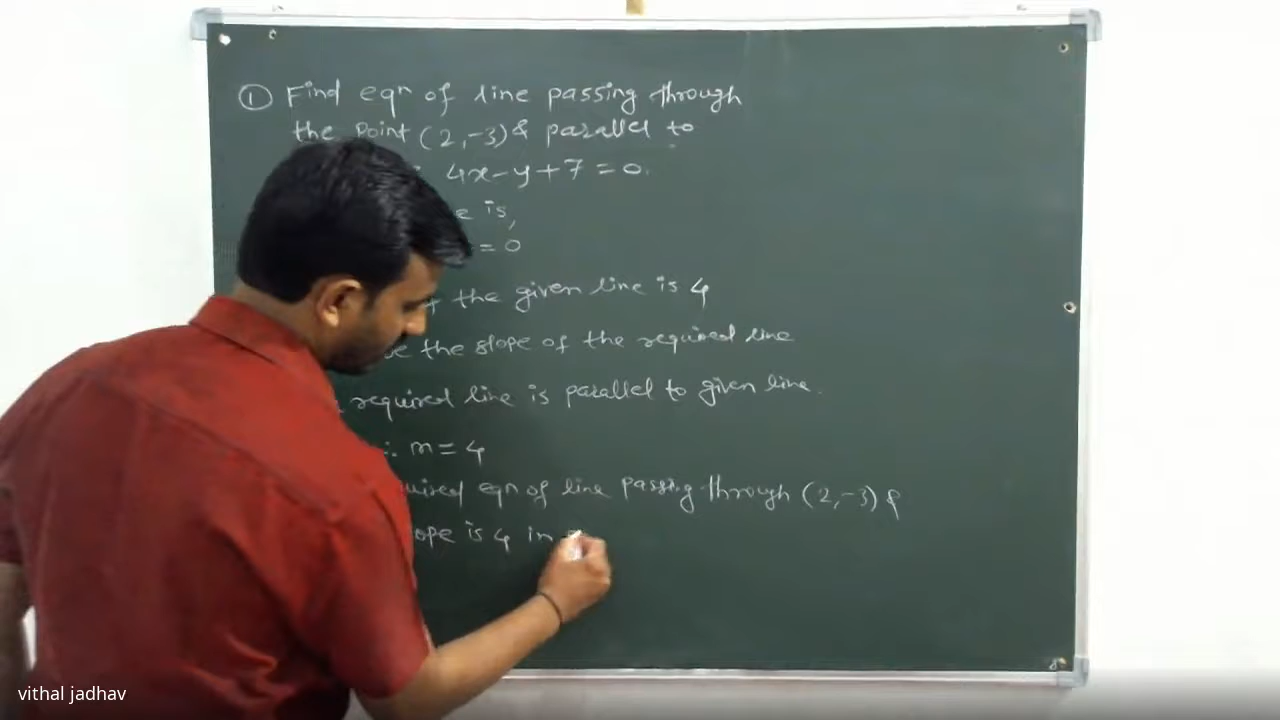 ① Find eqn of line passing through
the point (2,-3) & parallel to
4x-y+7=0.
is,
=0
the given line is 4
the slope of the required line
required line is parallel to given line.
∴ m=4
eqn of line passing through (2,-3) &
is 4 in
vithal jadhav